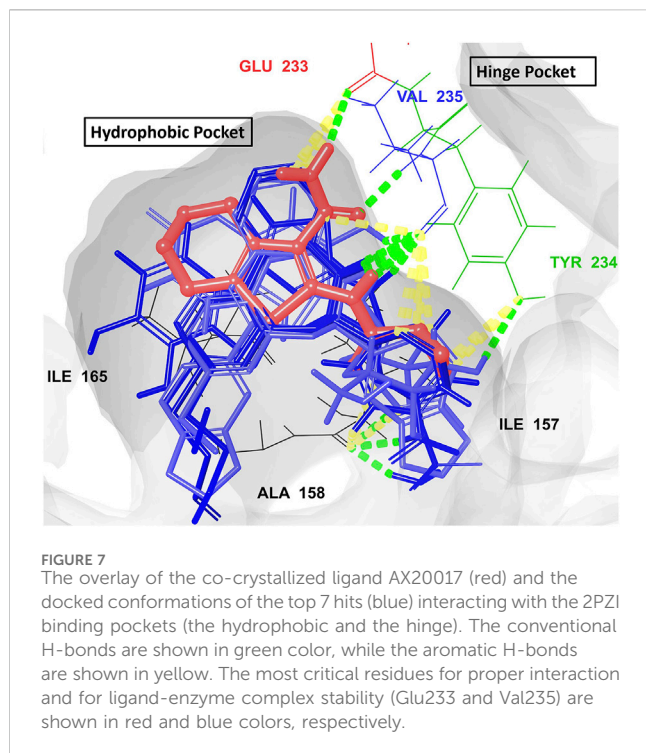 GLU 233
Hinge Pocket
VAL 235
Hydrophobic Pocket
TYR 234
ILE 165
ILE 157
ALA 158
FIGURE 7
The overlay of the co-crystallized ligand AX20017 (red) and the
docked conformations of the top 7 hits (blue) interacting with the 2PZI
binding pockets (the hydrophobic and the hinge). The conventional
H-bonds are shown in green color, while the aromatic H-bonds
are shown in yellow. The most critical residues for proper interaction
and for ligand-enzyme complex stability (Glu233 and Val235) are
shown in red and blue colors, respectively.